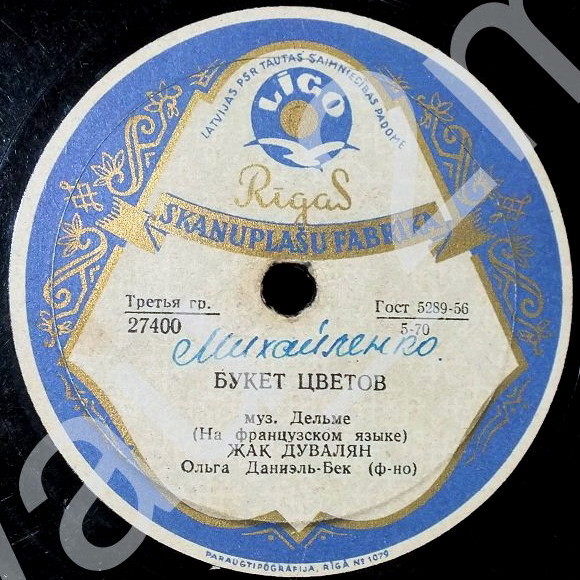 LATVIJAS PSR TAUTAS SAIMNIECĪBAS PADOME
LĪGO
Rīgas
SKAŅUPLAŠU FABRIKA
Третья гр.
27400
Гост 5289-56
5-70
Михайленко
БУКЕТ ЦВЕТОВ
муз. Дельме
(На французском языке)
ЖАК ДУВАЛЯН
Ольга Даниэль-Бек (ф-но)
PARAUGTIPOGRĀFIJA, RĪGĀ № 1079